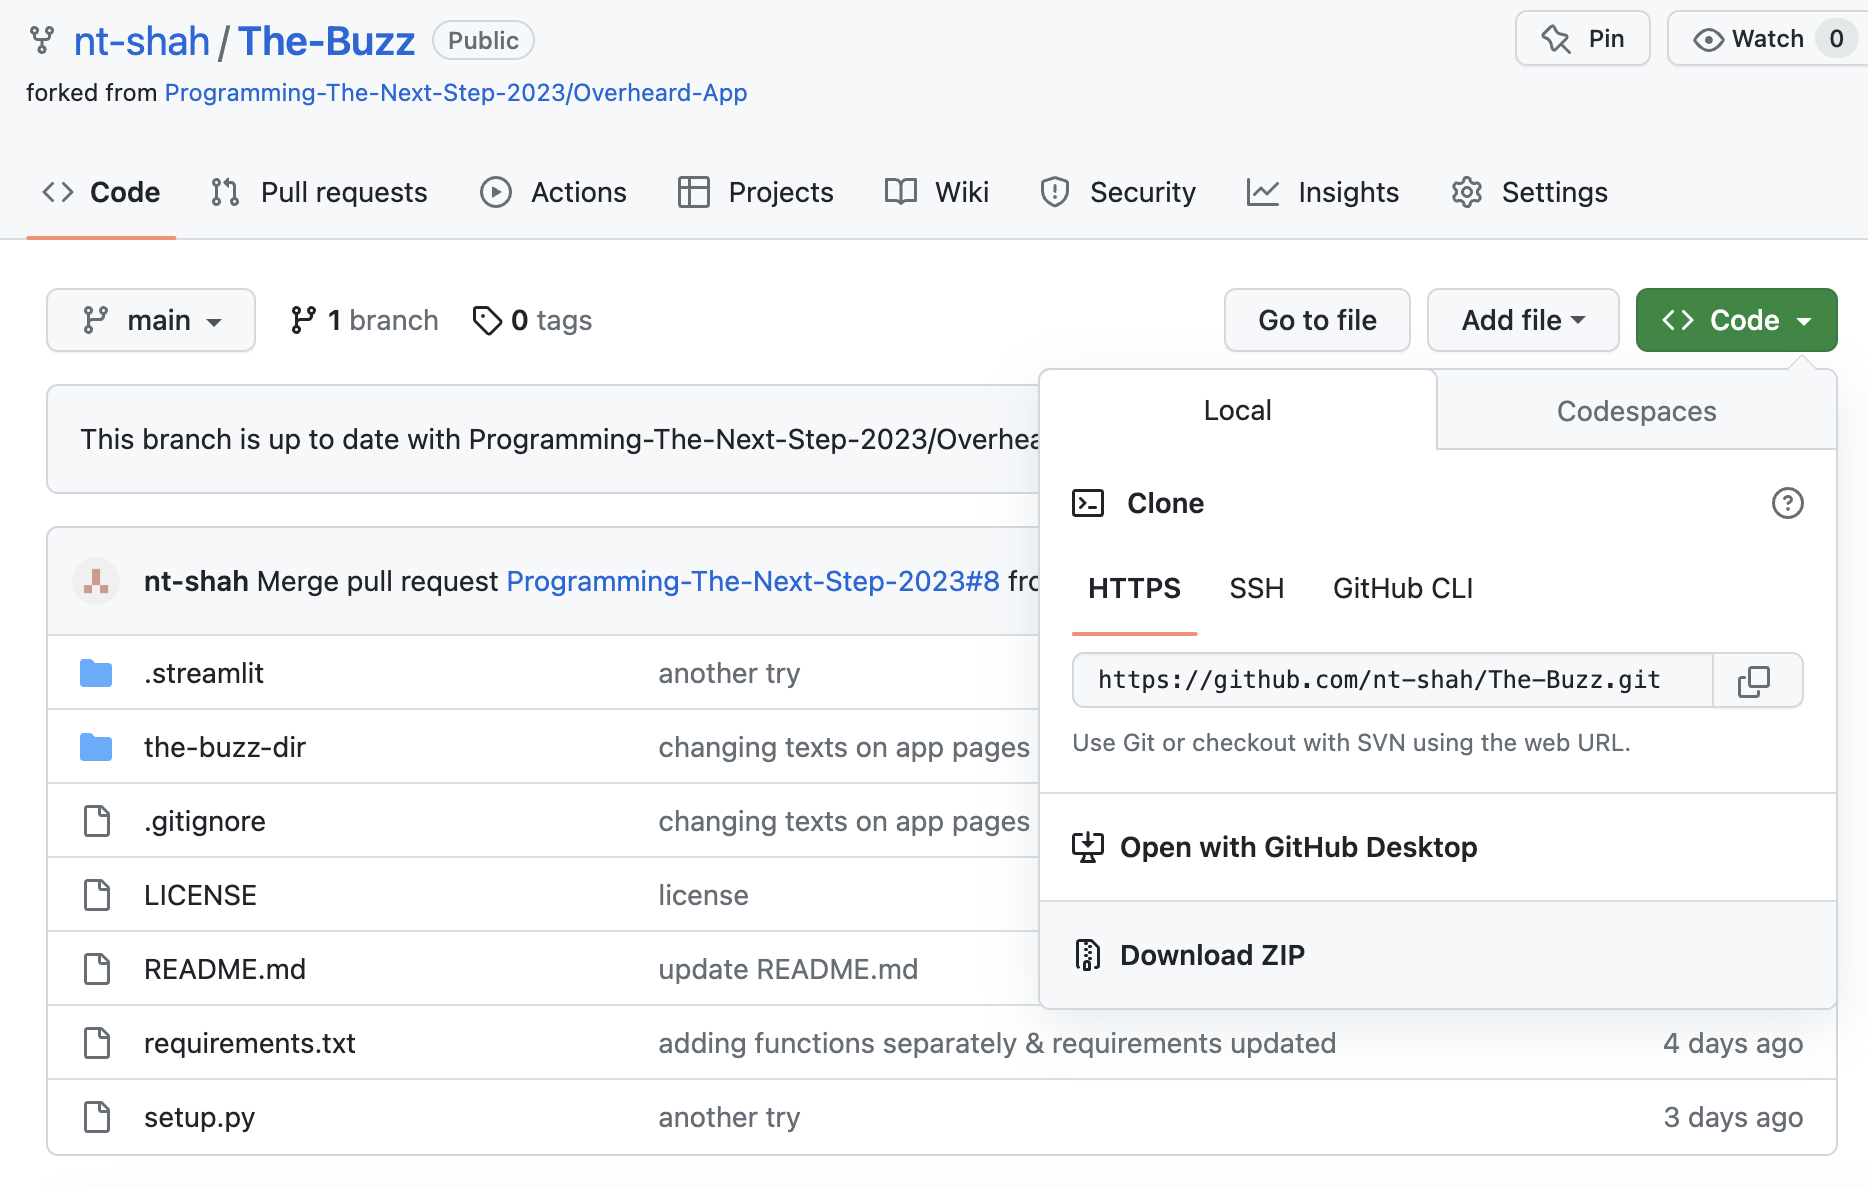 nt-shah / The-Buzz Public Pin Watch 0
forked from Programming-The-Next-Step-2023/Overheard-App
Code Pull requests Actions Projects Wiki Security Insights Settings
main 1 branch 0 tags Go to file Add file Code
Local Codespaces
This branch is up to date with Programming-The-Next-Step-2023/Overhea
Clone
nt-shah Merge pull request Programming-The-Next-Step-2023#8 fro
HTTPS SSH GitHub CLI
.streamlit another try
https://github.com/nt-shah/The-Buzz.git
the-buzz-dir changing texts on app pages
Use Git or checkout with SVN using the web URL.
.gitignore changing texts on app pages
Open with GitHub Desktop
LICENSE license
README.md update README.md
Download ZIP
requirements.txt adding functions separately & requirements updated 4 days ago
setup.py another try 3 days ago